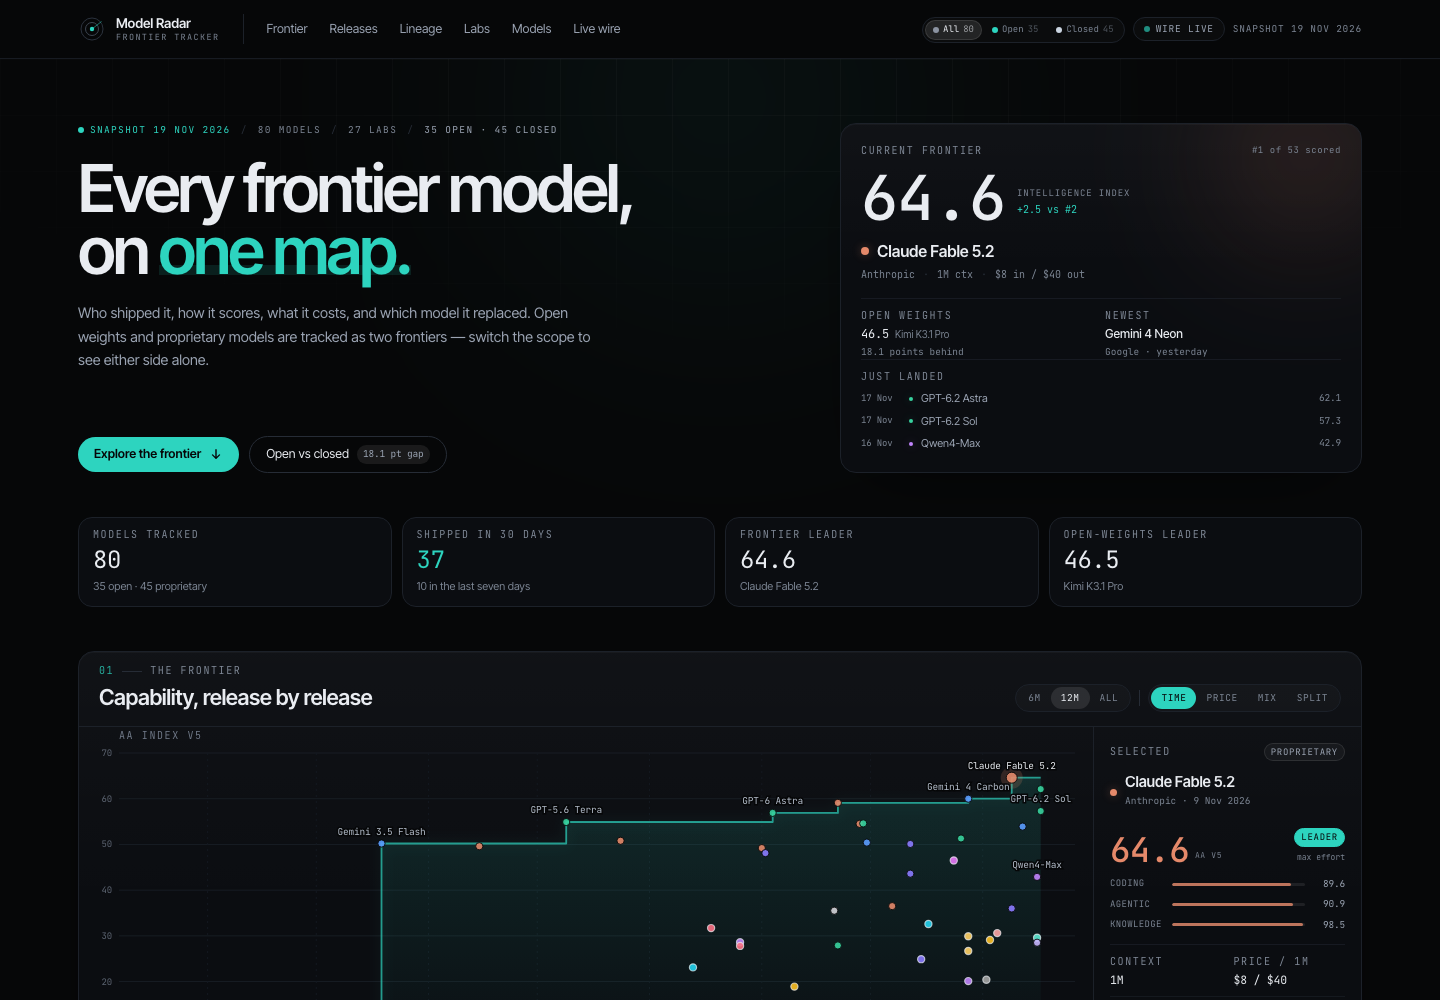 Model Radar
FRONTIER TRACKER
Frontier Releases Lineage Labs Models Live wire
All 80 Open 35 Closed 45
WIRE LIVE
SNAPSHOT 19 NOV 2026
SNAPSHOT 19 NOV 2026 / 80 MODELS / 27 LABS / 35 OPEN · 45 CLOSED
Every frontier model,
on one map.
Who shipped it, how it scores, what it costs, and which model it replaced. Open
weights and proprietary models are tracked as two frontiers — switch the scope to
see either side alone.
Explore the frontier ↓
Open vs closed 18.1 pt gap
CURRENT FRONTIER
#1 of 53 scored
64.6
INTELLIGENCE INDEX
+2.5 vs #2
Claude Fable 5.2
Anthropic · 1M ctx · $8 in / $40 out
OPEN WEIGHTS
46.5 Kimi K3.1 Pro
18.1 points behind
NEWEST
Gemini 4 Neon
Google · yesterday
JUST LANDED
17 Nov GPT-6.2 Astra 62.1
17 Nov GPT-6.2 Sol 57.3
16 Nov Qwen4-Max 42.9
MODELS TRACKED
80
35 open · 45 proprietary
SHIPPED IN 30 DAYS
37
10 in the last seven days
FRONTIER LEADER
64.6
Claude Fable 5.2
OPEN-WEIGHTS LEADER
46.5
Kimi K3.1 Pro
01 — THE FRONTIER
Capability, release by release
6M 12M ALL
TIME PRICE MIX SPLIT
AA INDEX V5
70
60
50
40
30
20
Gemini 3.5 Flash
GPT-5.6 Terra
GPT-6 Astra
Gemini 4 Carbon
Claude Fable 5.2
GPT-6.2 Sol
Qwen4-Max
SELECTED
PROPRIETARY
Claude Fable 5.2
Anthropic · 9 Nov 2026
64.6 AA V5
LEADER
max effort
CODING 89.6
AGENTIC 90.9
KNOWLEDGE 98.5
CONTEXT
1M
PRICE / 1M
$8 / $40